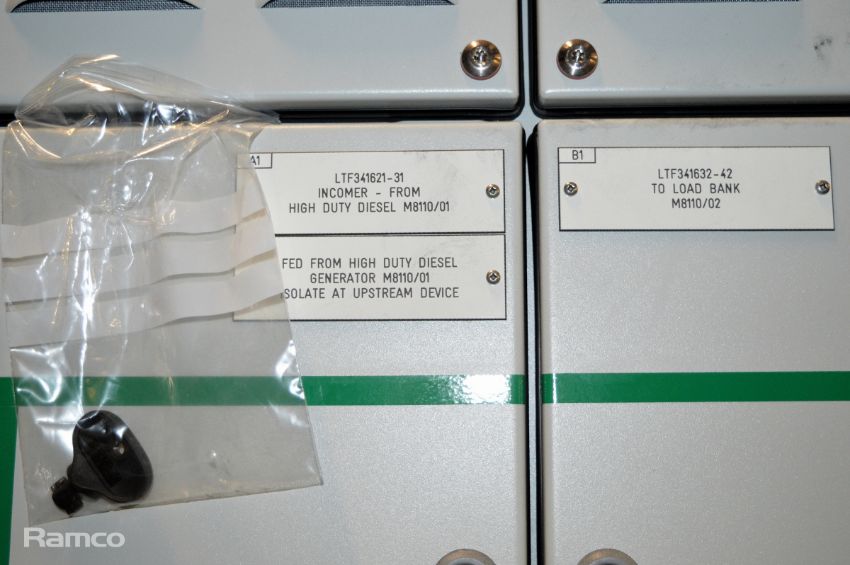 A1
LTF341621-31
INCOMER - FROM
HIGH DUTY DIESEL M8110/01
FED FROM HIGH DUTY DIESEL
GENERATOR M8110/01
ISOLATE AT UPSTREAM DEVICE
B1
LTF341632-42
TO LOAD BANK
M8110/02
Ramco